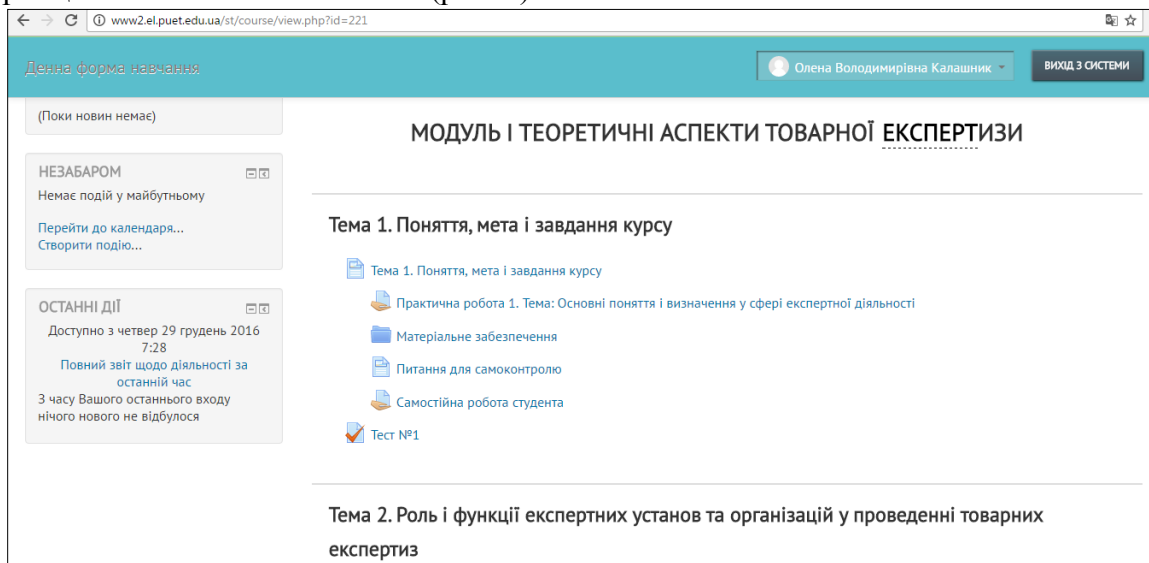 www2.el.puet.edu.ua/st/course/view.php?id=221
Денна форма навчання
Олена Володимирівна Калашник
ВИХІД З СИСТЕМИ
(Поки новин немає)
НЕЗАБАРОМ
Немає подій у майбутньому
Перейти до календаря...
Створити подію...
ОСТАННІ ДІЇ
Доступно з четвер 29 грудень 2016
7:28
Повний звіт щодо діяльності за
останній час
З часу Вашого останнього входу
нічого нового не відбулося
МОДУЛЬ І ТЕОРЕТИЧНІ АСПЕКТИ ТОВАРНОЇ ЕКСПЕРТИЗИ
Тема 1. Поняття, мета і завдання курсу
Тема 1. Поняття, мета і завдання курсу
Практична робота 1. Тема: Основні поняття і визначення у сфері експертної діяльності
Матеріальне забезпечення
Питання для самоконтролю
Самостійна робота студента
Тест №1
Тема 2. Роль і функції експертних установ та організацій у проведенні товарних
експертиз